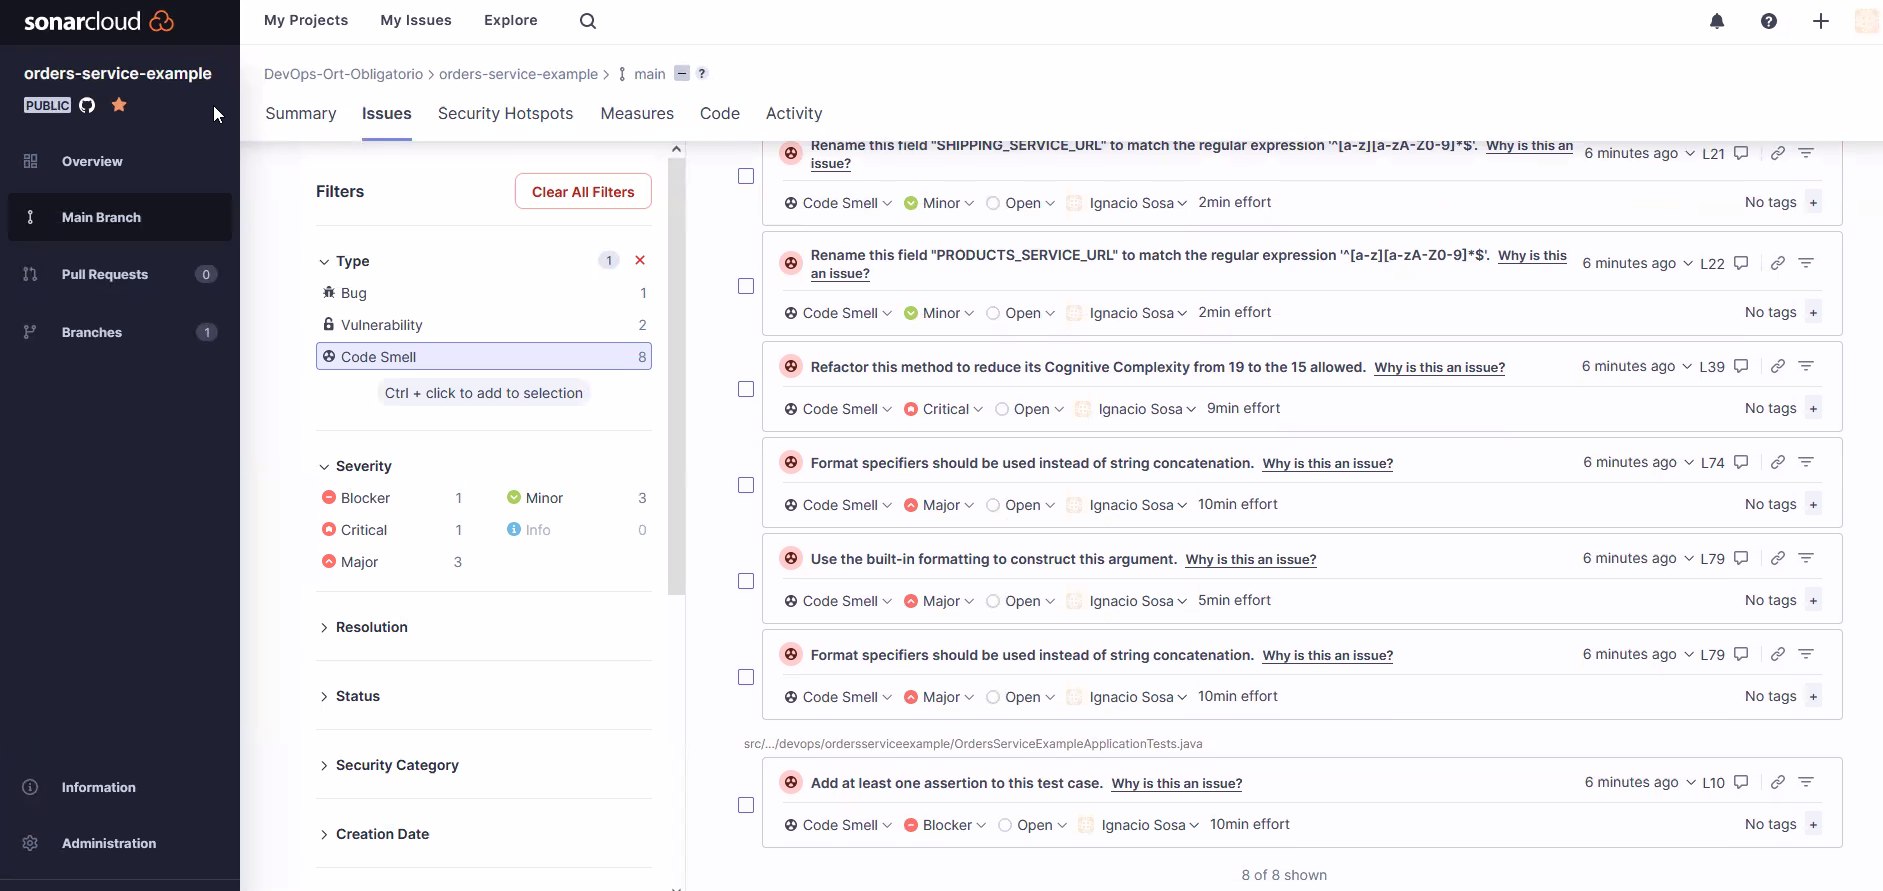 sonarcloud
My Projects My Issues Explore
orders-service-example
PUBLIC
DevOps-Ort-Obligatorio > orders-service-example > main ?
Summary Issues Security Hotspots Measures Code Activity
Overview
Main Branch
Pull Requests 0
Branches 1
Information
Administration
Filters Clear All Filters
Type 1
Bug 1
Vulnerability 2
Code Smell 8
Ctrl + click to add to selection
Severity
Blocker 1 Minor 3
Critical 1 Info 0
Major 3
Resolution
Status
Security Category
Creation Date
Rename this field "SHIPPING_SERVICE_URL" to match the regular expression '^[a-z][a-zA-Z0-9]*$'. Why is this an
issue? 6 minutes ago L21
Code Smell Minor Open Ignacio Sosa 2min effort No tags +
Rename this field "PRODUCTS_SERVICE_URL" to match the regular expression '^[a-z][a-zA-Z0-9]*$'. Why is this
an issue? 6 minutes ago L22
Code Smell Minor Open Ignacio Sosa 2min effort No tags +
Refactor this method to reduce its Cognitive Complexity from 19 to the 15 allowed. Why is this an issue? 6 minutes ago L39
Code Smell Critical Open Ignacio Sosa 9min effort No tags +
Format specifiers should be used instead of string concatenation. Why is this an issue? 6 minutes ago L74
Code Smell Major Open Ignacio Sosa 10min effort No tags +
Use the built-in formatting to construct this argument. Why is this an issue? 6 minutes ago L79
Code Smell Major Open Ignacio Sosa 5min effort No tags +
Format specifiers should be used instead of string concatenation. Why is this an issue? 6 minutes ago L79
Code Smell Major Open Ignacio Sosa 10min effort No tags +
src/.../devops/ordersserviceexample/OrdersServiceExampleApplicationTests.java
Add at least one assertion to this test case. Why is this an issue? 6 minutes ago L10
Code Smell Blocker Open Ignacio Sosa 10min effort No tags +
8 of 8 shown